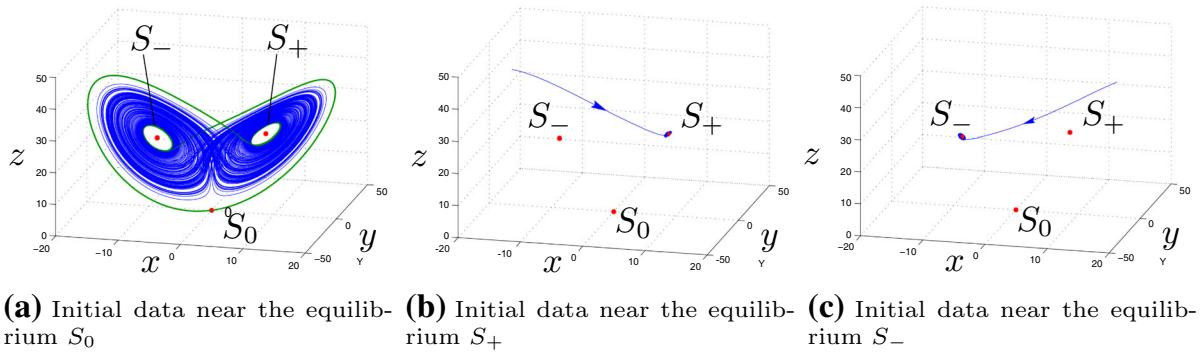 S_− S_+
50
40
30
20
10
0
z
−20
−10
0
10
20
x
−50
0
50
y
Y
0
S_0
50
40
30
20
10
0
z
−20
−10
0
10
20
x
−50
0
50
y
Y
S_−
S_+
S_0
50
40
30
20
10
0
z
−20
−10
0
10
20
x
−50
0
50
y
Y
S_−
S_+
S_0
(a) Initial data near the equilib-
rium S_0
(b) Initial data near the equilib-
rium S_+
(c) Initial data near the equilib-
rium S_−